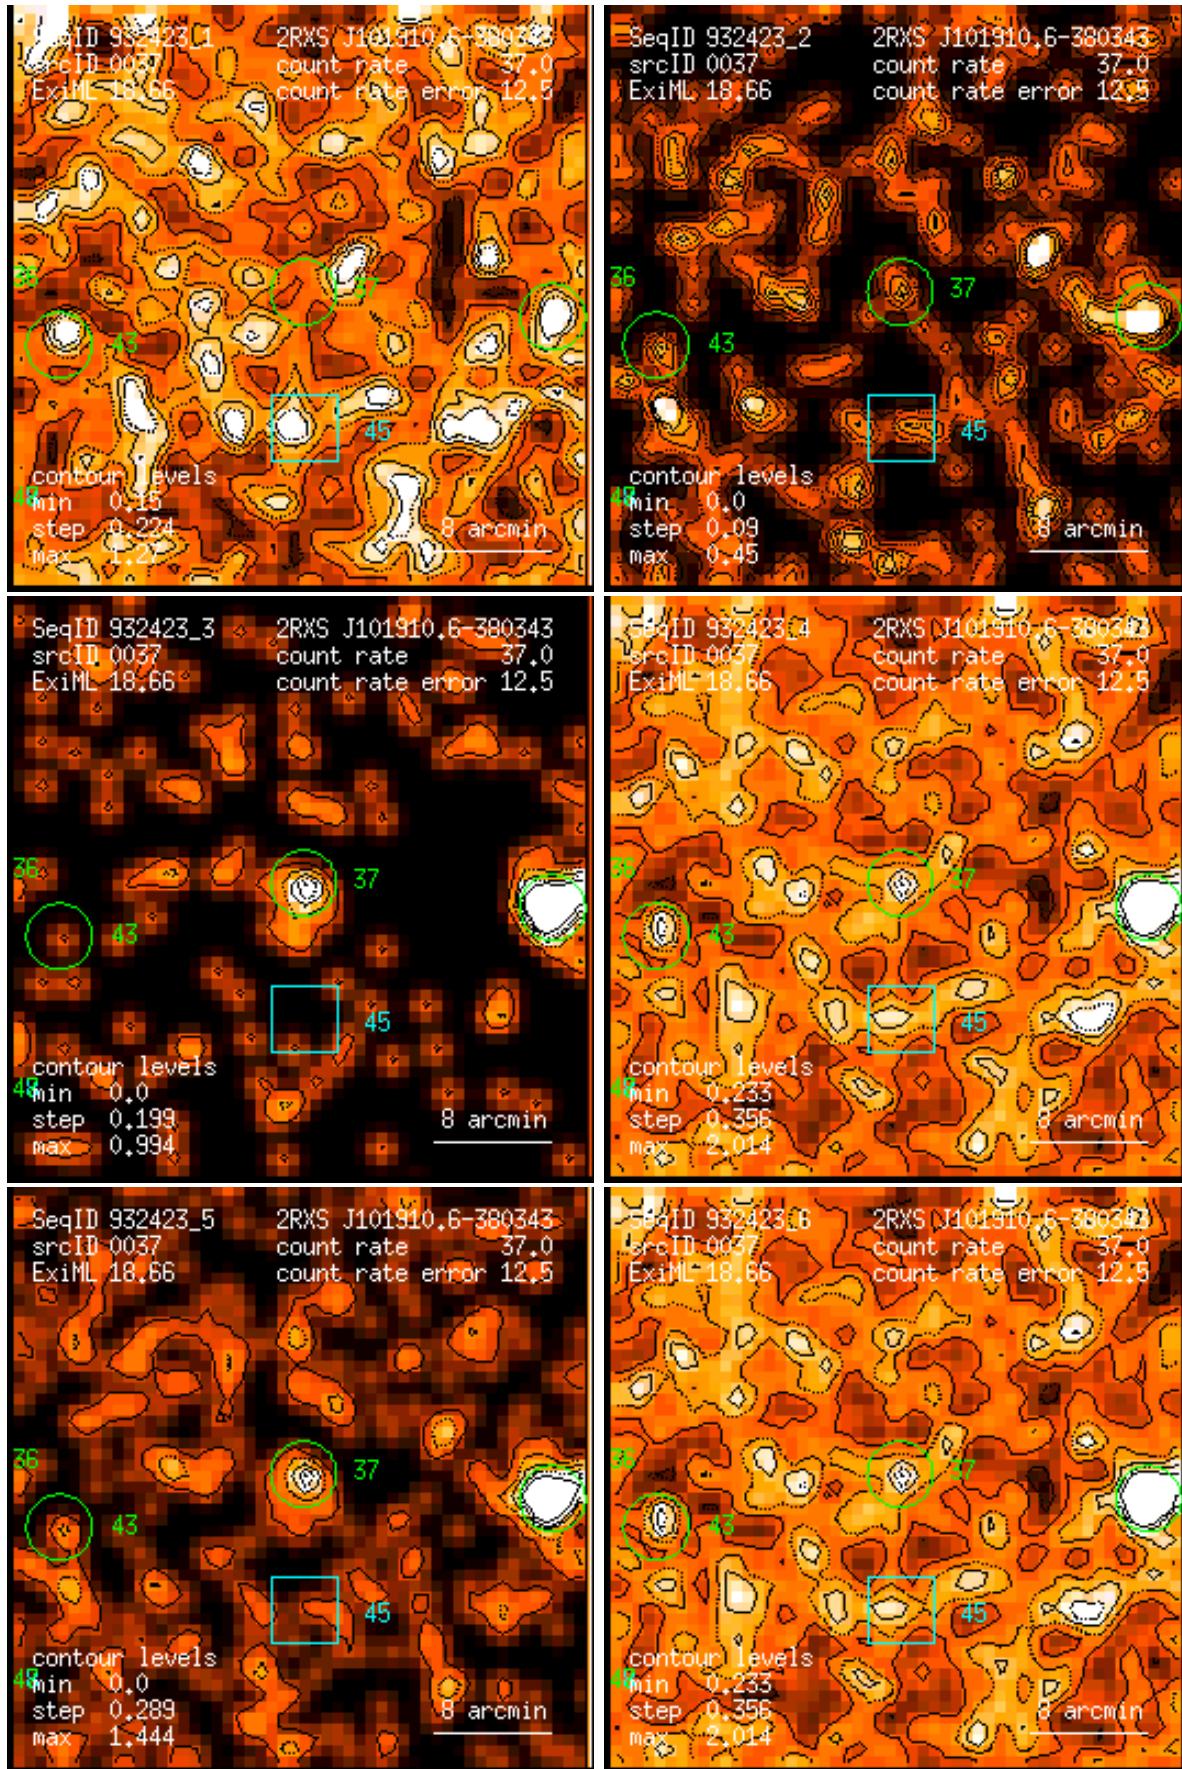 SeqID 932423_1 2RXS J101910.6-380343
srcID 0037 count rate 37.0
ExiML 18.66 count rate error 12.5
36
37
43
45
contour levels
48
min 0.15
step 0.224 8 arcmin
max 1.27
SeqID 932423_2 2RXS J101910.6-380343
srcID 0037 count rate 37.0
ExiML 18.66 count rate error 12.5
36
37
43
45
contour levels
48
min 0.0
step 0.09 8 arcmin
max 0.45
SeqID 932423_3 2RXS J101910.6-380343
srcID 0037 count rate 37.0
ExiML 18.66 count rate error 12.5
36
37
43
45
contour levels
48
min 0.0
step 0.199 8 arcmin
max 0.994
SeqID 932423_4 2RXS J101910.6-380343
srcID 0037 count rate 37.0
ExiML 18.66 count rate error 12.5
36
37
43
45
contour levels
48
min 0.233
step 0.356 8 arcmin
max 2.014
SeqID 932423_5 2RXS J101910.6-380343
srcID 0037 count rate 37.0
ExiML 18.66 count rate error 12.5
36
37
43
45
contour levels
48
min 0.0
step 0.289 8 arcmin
max 1.444
SeqID 932423_6 2RXS J101910.6-380343
srcID 0037 count rate 37.0
ExiML 18.66 count rate error 12.5
36
37
43
45
contour levels
48
min 0.233
step 0.356 8 arcmin
max 2.014